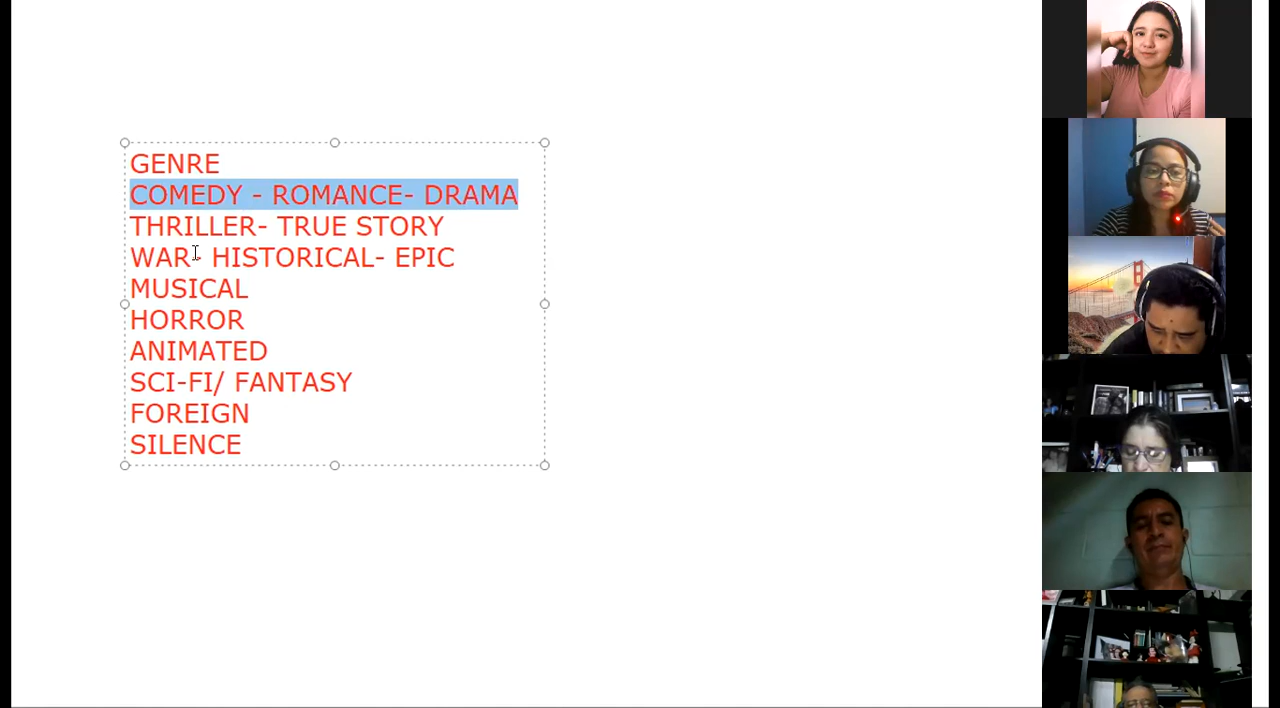 GENRE
COMEDY - ROMANCE- DRAMA
THRILLER- TRUE STORY
WAR- HISTORICAL- EPIC
MUSICAL
HORROR
ANIMATED
SCI-FI/ FANTASY
FOREIGN
SILENCE